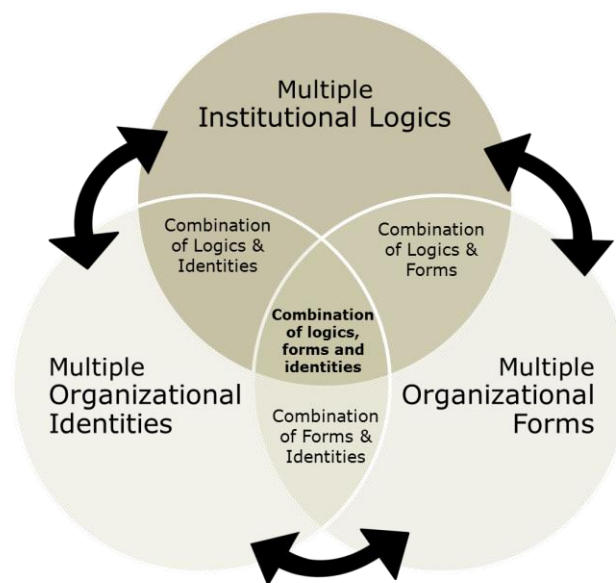 Multiple
Institutional Logics
Combination
of Logics &
Identities
Combination
of Logics &
Forms
Combination
of logics,
forms and
identities
Multiple
Organizational
Identities
Multiple
Organizational
Forms
Combination
of Forms &
Identities